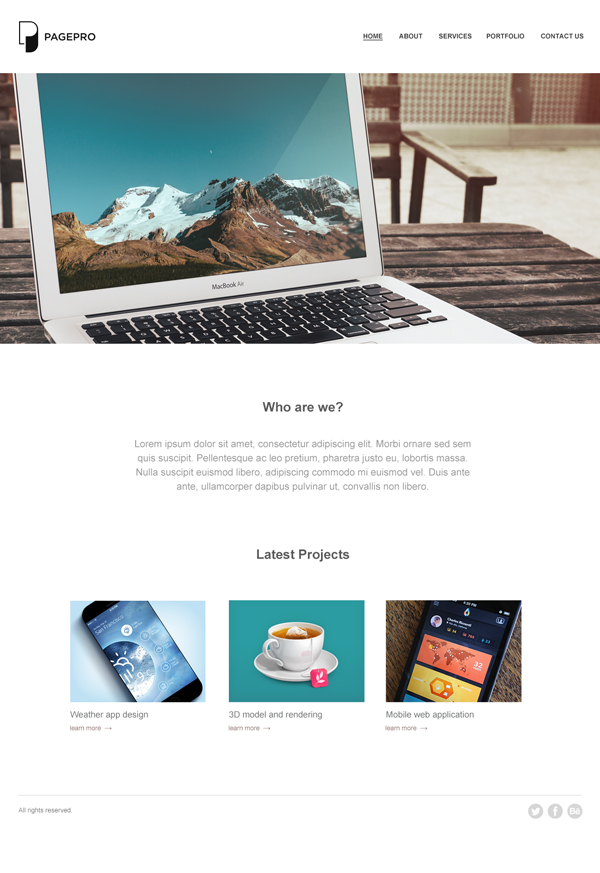 PAGEPRO
HOME ABOUT SERVICES PORTFOLIO CONTACT US
MacBook Air
Who are we?
Lorem ipsum dolor sit amet, consectetur adipiscing elit. Morbi ornare sed sem
quis suscipit. Pellentesque ac leo pretium, pharetra justo eu, lobortis massa.
Nulla suscipit euismod libero, adipiscing commodo mi euismod vel. Duis ante
ante, ullamcorper dapibus pulvinar ut, convallis non libero.
Latest Projects
San Francisco
32
Weather app design
3D model and rendering
Mobile web application
learn more →
learn more →
learn more →
All rights reserved.